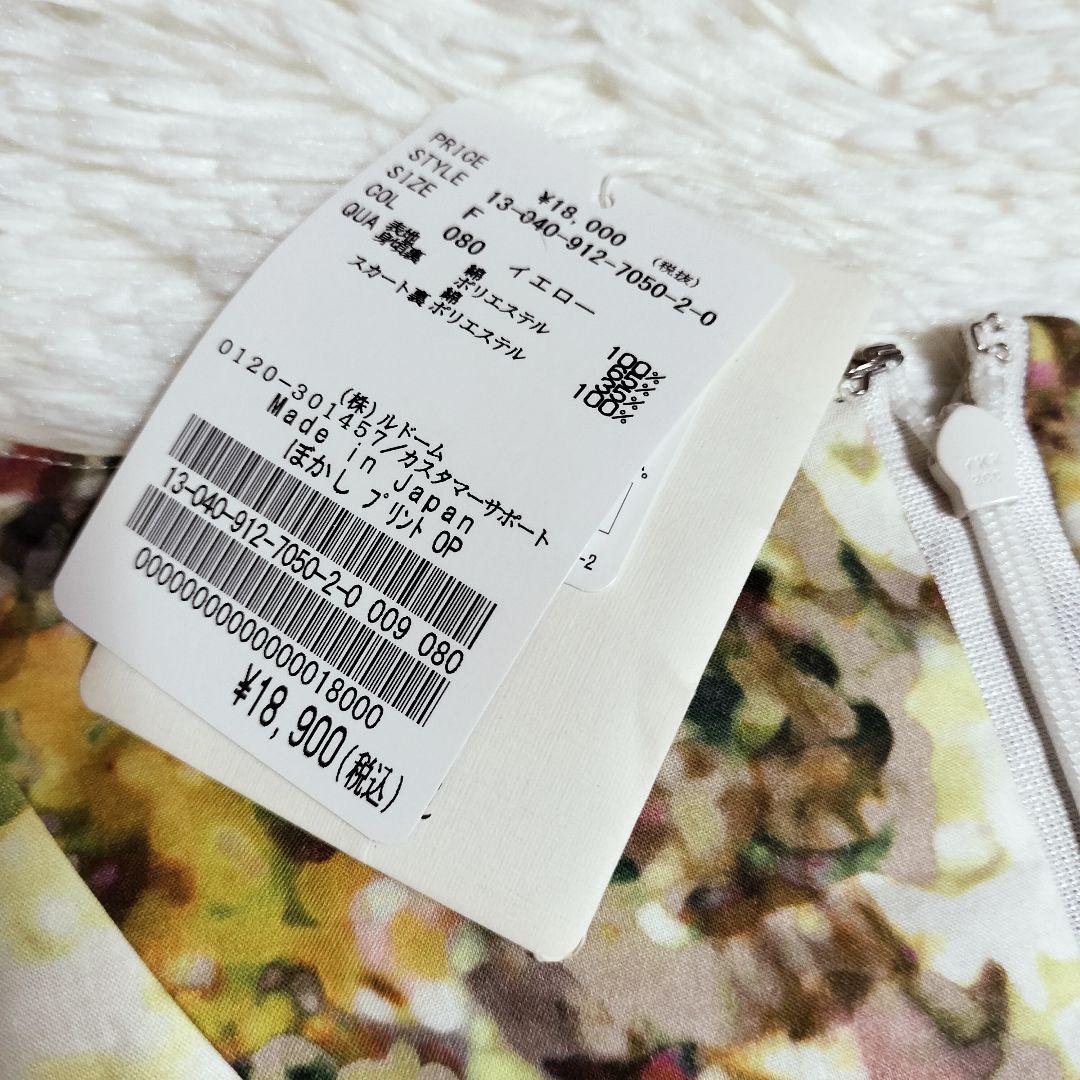 PRICE ¥18,000 (税抜)
STYLE 13-040-912-7050-2-0
SIZE F
COL 080 イエロー
QUA 表地 綿 100%
身頃裏 ポリエステル 65%
綿 35%
スカート裏 ポリエステル 100%
(株)ルドーム
0120-301457/カスタマーサポート
Made in Japan
ぼかしプリントOP
13-040-912-7050-2-0 009 080
0000000000000018000
¥18,900(税込)
-2